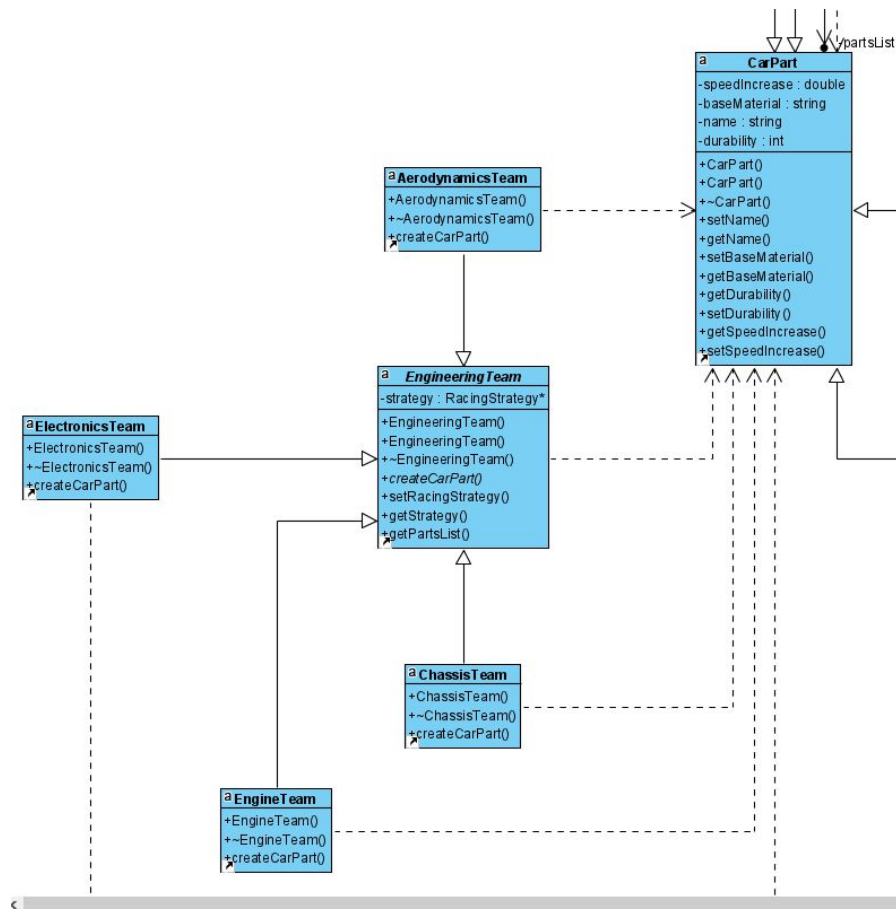 -partsList
a CarPart
-speedIncrease : double
-baseMaterial : string
-name : string
-durability : int
+CarPart()
+CarPart()
+~CarPart()
+setName()
+getName()
+setBaseMaterial()
+getBaseMaterial()
+getDurability()
+setDurability()
+getSpeedIncrease()
+setSpeedIncrease()
a AerodynamicsTeam
+AerodynamicsTeam()
+~AerodynamicsTeam()
+createCarPart()
a EngineeringTeam
-strategy : RacingStrategy*
+EngineeringTeam()
+EngineeringTeam()
+~EngineeringTeam()
+createCarPart()
+setRacingStrategy()
+getStrategy()
+getPartsList()
a ElectronicsTeam
+ElectronicsTeam()
+~ElectronicsTeam()
+createCarPart()
a ChassisTeam
+ChassisTeam()
+~ChassisTeam()
+createCarPart()
a EngineTeam
+EngineTeam()
+~EngineTeam()
+createCarPart()